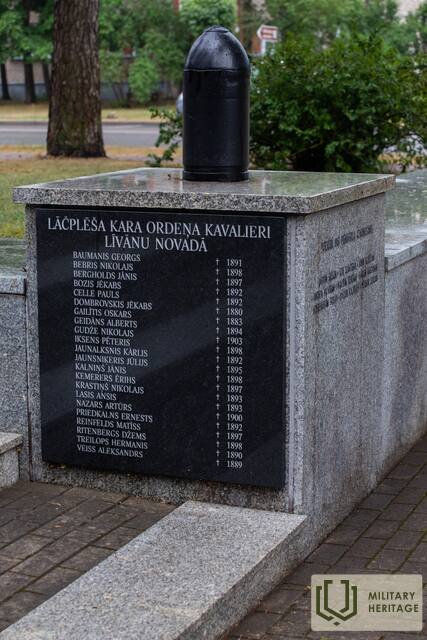 LĀČPLĒŠA KARA ORDEŅA KAVALIERI
LĪVĀNU NOVADĀ
BAUMANIS GEORGS † 1891
BEBRIS NIKOLAJS † 1898
BERGHOLDS JĀNIS † 1897
BOZIS JĒKABS † 1892
CELLE PAULS † 1892
DOMBROVSKIS JĒKABS † 1880
GAILĪTIS OSKARS † 1883
GEIDĀNS ALBERTS † 1894
GUDŽE NIKOLAJS † 1903
IKSENS PĒTERIS † 1898
JAUNALKSNIS KĀRLIS † 1892
JAUNSNIĶERIS JŪLIJS † 1895
KALNIŅŠ JĀNIS † 1898
KEMERERS ĒRIHS † 1897
KRASTIŅŠ NIKOLAJS † 1893
LASIS ANSIS † 1893
NAZARS ARTŪRS † 1900
PRIEDKALNS ERNESTS † 1892
REINFELDS MATĪSS † 1897
RITENBERGS DŽEMS † 1898
TREILOPS HERMANIS † 1890
VEISS ALEKSANDRS † 1889
MILITARY
HERITAGE